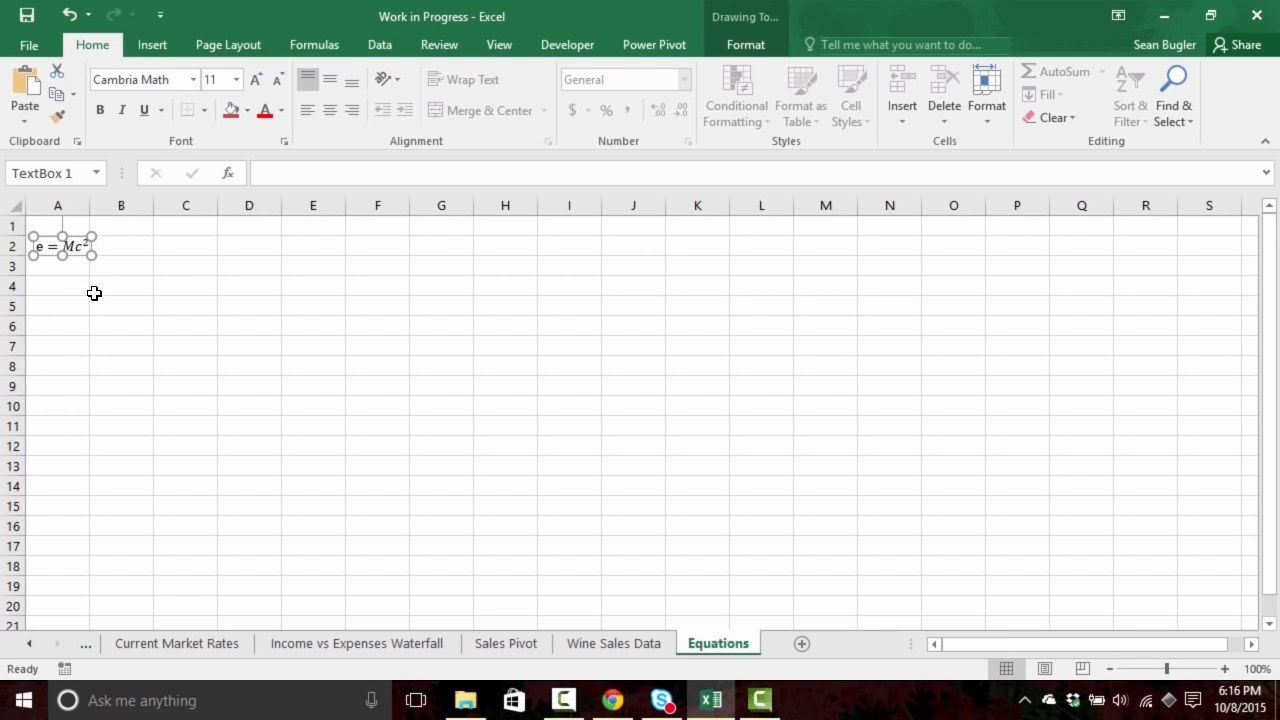 Work in Progress - Excel
Drawing To...
File Home Insert Page Layout Formulas Data Review View Developer Power Pivot Format Tell me what you want to do... Sean Bugler Share
Paste
Clipboard
Cambria Math 11
B I U A
Font
Wrap Text
Merge & Center
Alignment
General
$ % ,
Number
Conditional Formatting
Format as Table
Cell Styles
Styles
Insert Delete Format
Cells
AutoSum
Fill
Clear
Sort & Filter
Find & Select
Editing
TextBox 1
fx
A B C D E F G H I J K L M N O P Q R S
1
2 e = Mc²
3
4
5
6
7
8
9
10
11
12
13
14
15
16
17
18
19
20
21
... Current Market Rates Income vs Expenses Waterfall Sales Pivot Wine Sales Data Equations
Ready 100%
Ask me anything
6:16 PM
10/8/2015